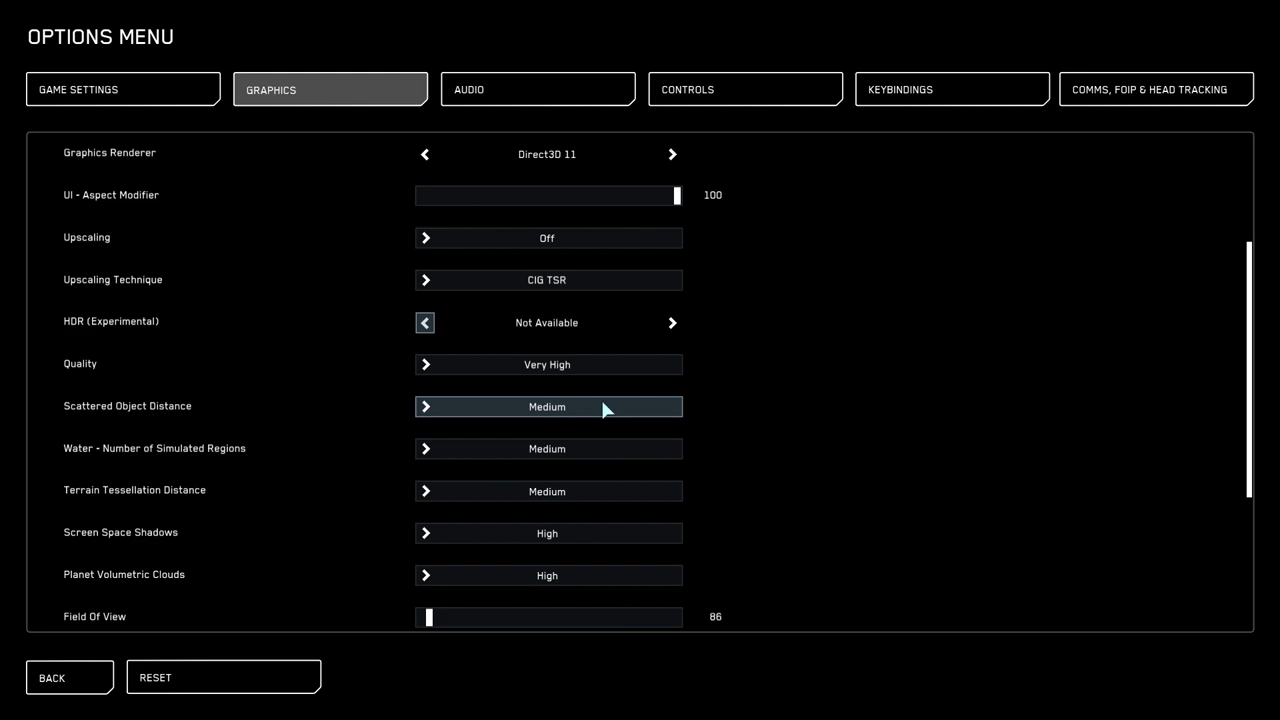 OPTIONS MENU
GAME SETTINGS
GRAPHICS
AUDIO
CONTROLS
KEYBINDINGS
COMMS, FOIP & HEAD TRACKING
Graphics Renderer
Direct3D 11
UI - Aspect Modifier
100
Upscaling
Off
Upscaling Technique
CIG TSR
HDR (Experimental)
Not Available
Quality
Very High
Scattered Object Distance
Medium
Water - Number of Simulated Regions
Medium
Terrain Tessellation Distance
Medium
Screen Space Shadows
High
Planet Volumetric Clouds
High
Field Of View
86
BACK
RESET